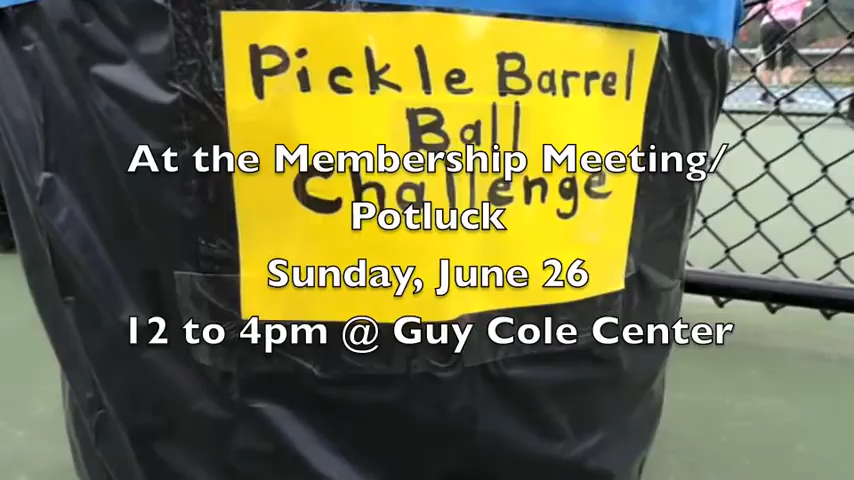 Pickle Barrel
Ball
Challenge
At the Membership Meeting/
Potluck
Sunday, June 26
12 to 4pm @ Guy Cole Center